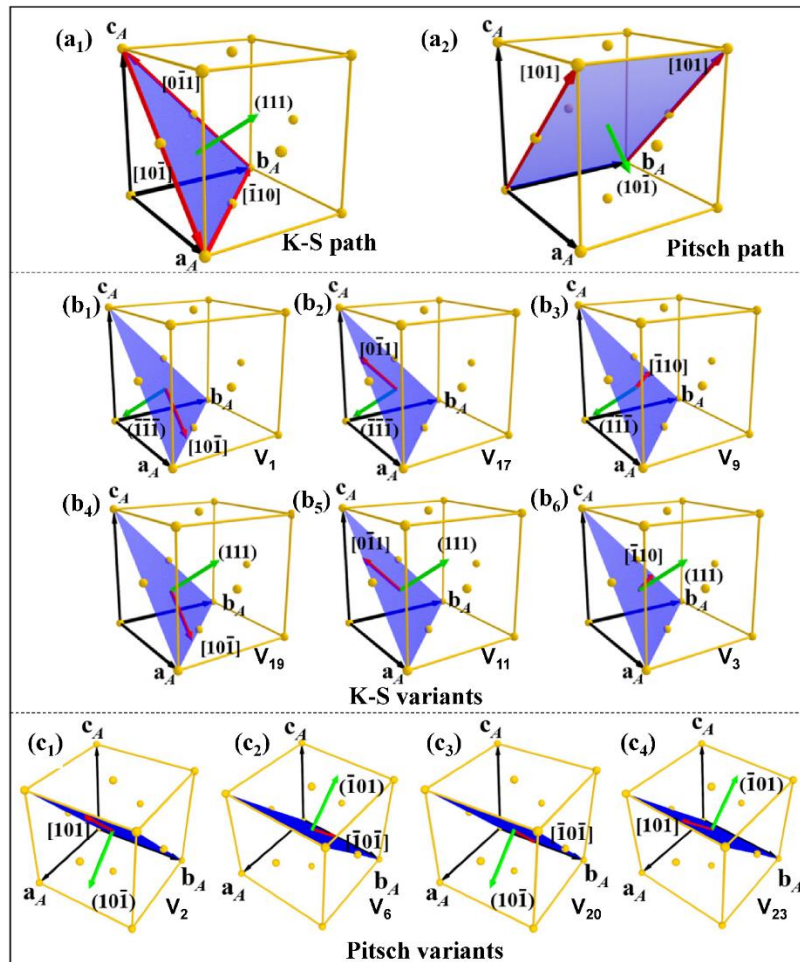 (a₁)
c_A
[01̄1]
(111)
[101̄]
b_A
[1̄10]
a_A
K-S path
(a₂)
c_A
[101]
[101]
b_A
(101̄)
a_A
Pitsch path
(b₁)
c_A
b_A
(1̄1̄1̄)
[101̄]
a_A
V₁
(b₂)
c_A
[01̄1]
b_A
(1̄1̄1̄)
a_A
V₁₇
(b₃)
c_A
[1̄10]
b_A
(1̄1̄1̄)
a_A
V₉
(b₄)
c_A
(111)
b_A
[101̄]
a_A
V₁₉
(b₅)
c_A
[01̄1]
(111)
b_A
a_A
V₁₁
(b₆)
c_A
[1̄10]
(111)
b_A
a_A
V₃
K-S variants
(c₁)
c_A
[101]
b_A
a_A
(101̄)
V₂
(c₂)
c_A
(1̄01)
[1̄01̄]
b_A
a_A
V₆
(c₃)
c_A
[1̄01̄]
b_A
a_A
(101̄)
V₂₀
(c₄)
c_A
(1̄01)
[101]
b_A
a_A
V₂₃
Pitsch variants